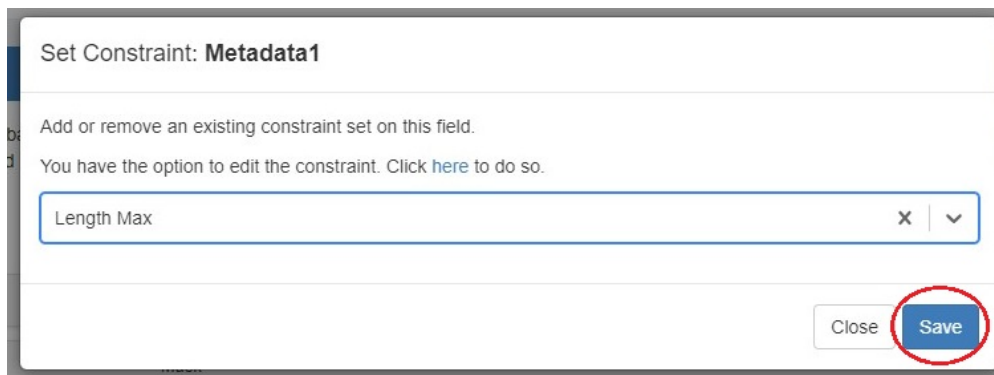 Set Constraint: Metadata1
Add or remove an existing constraint set on this field.
You have the option to edit the constraint. Click here to do so.
Length Max
Close
Save